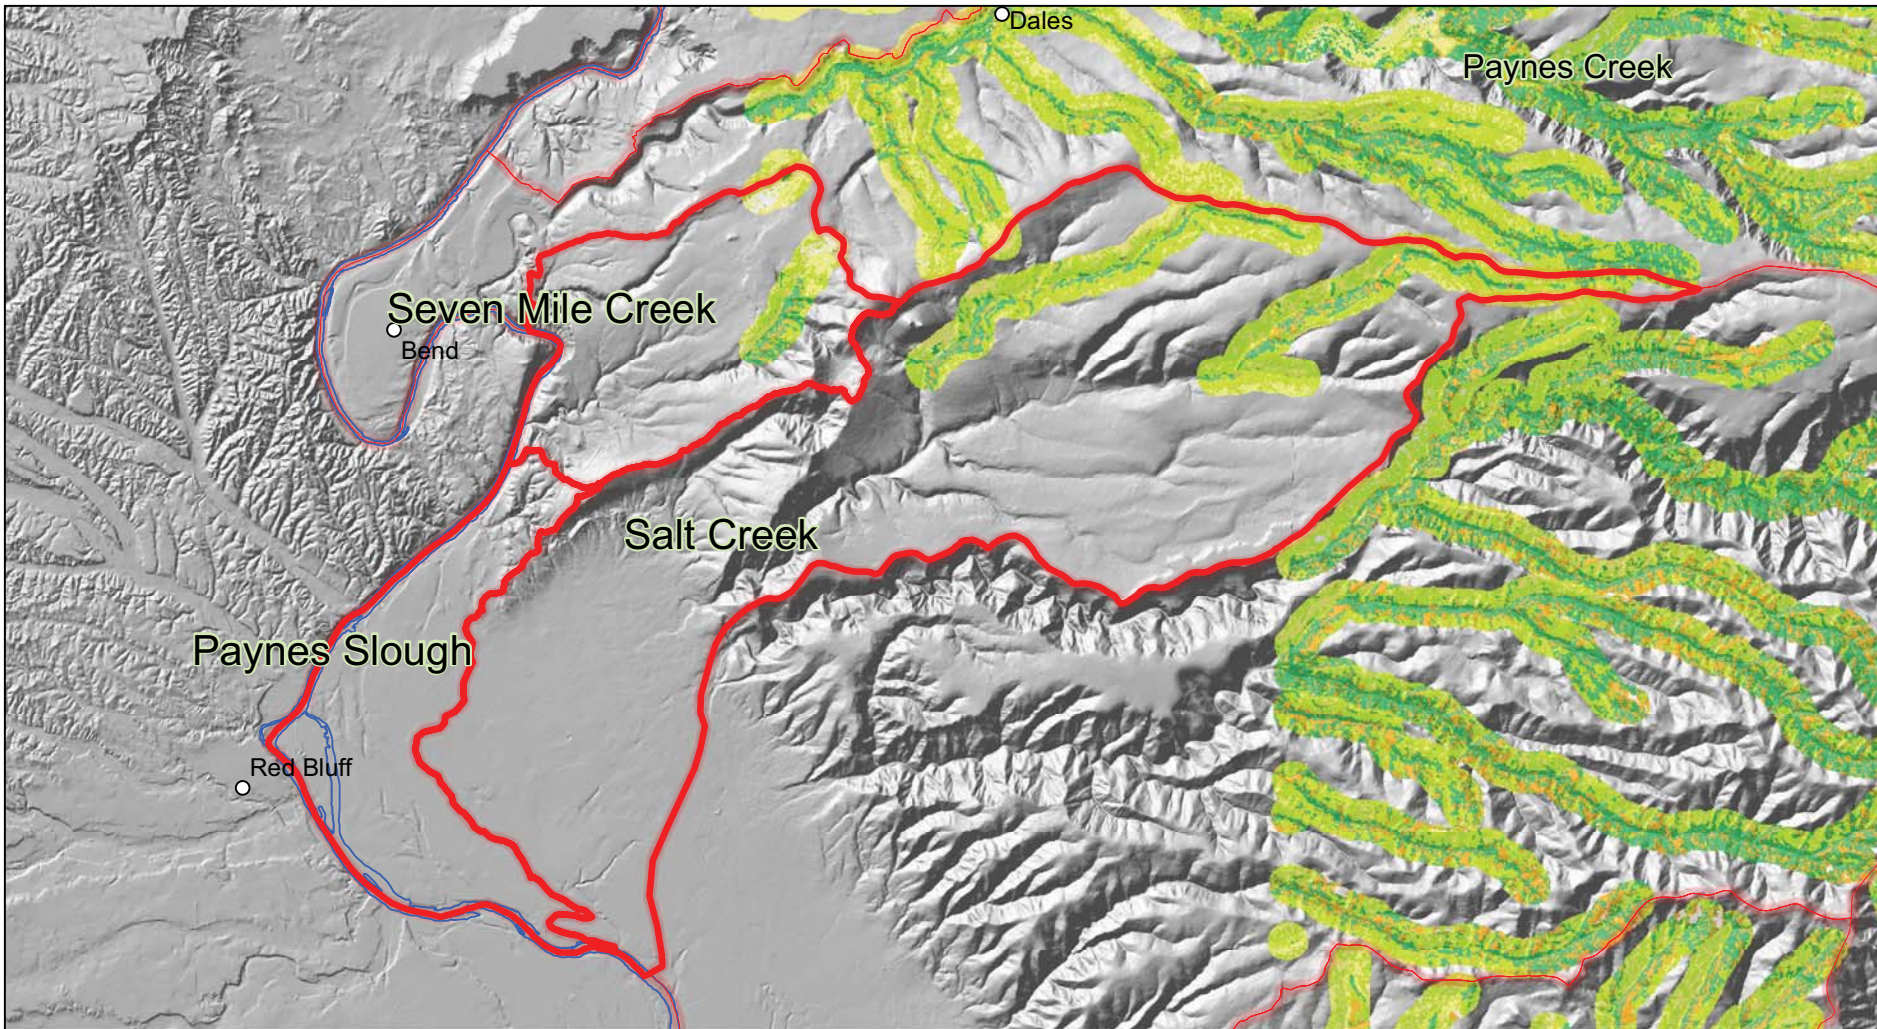 Dales
Paynes Creek
Seven Mile Creek
Bend
Salt Creek
Paynes Slough
Red Bluff